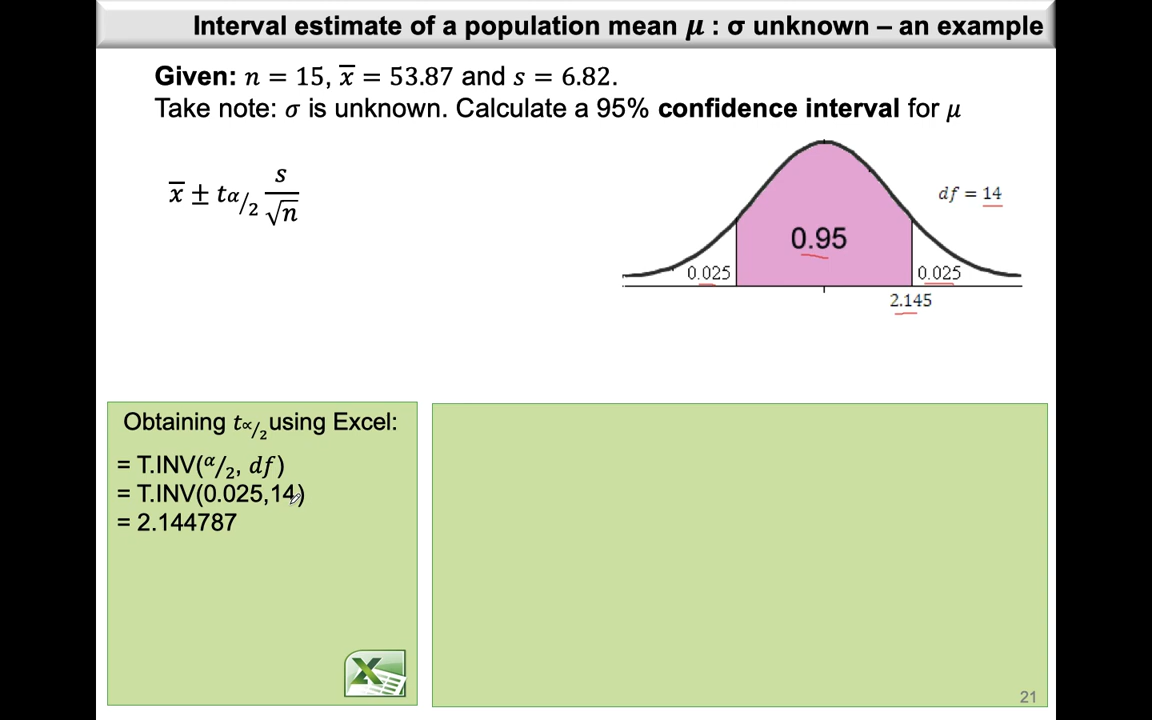 Interval estimate of a population mean μ : σ unknown – an example
Given: n = 15, x̅ = 53.87 and s = 6.82.
Take note: σ is unknown. Calculate a 95% confidence interval for μ
x̅ ± tα/2 s/√n
df = 14
0.95
0.025
0.025
2.145
Obtaining t∝/2 using Excel:
= T.INV(α/2, df)
= T.INV(0.025,14)
= 2.144787
X
21